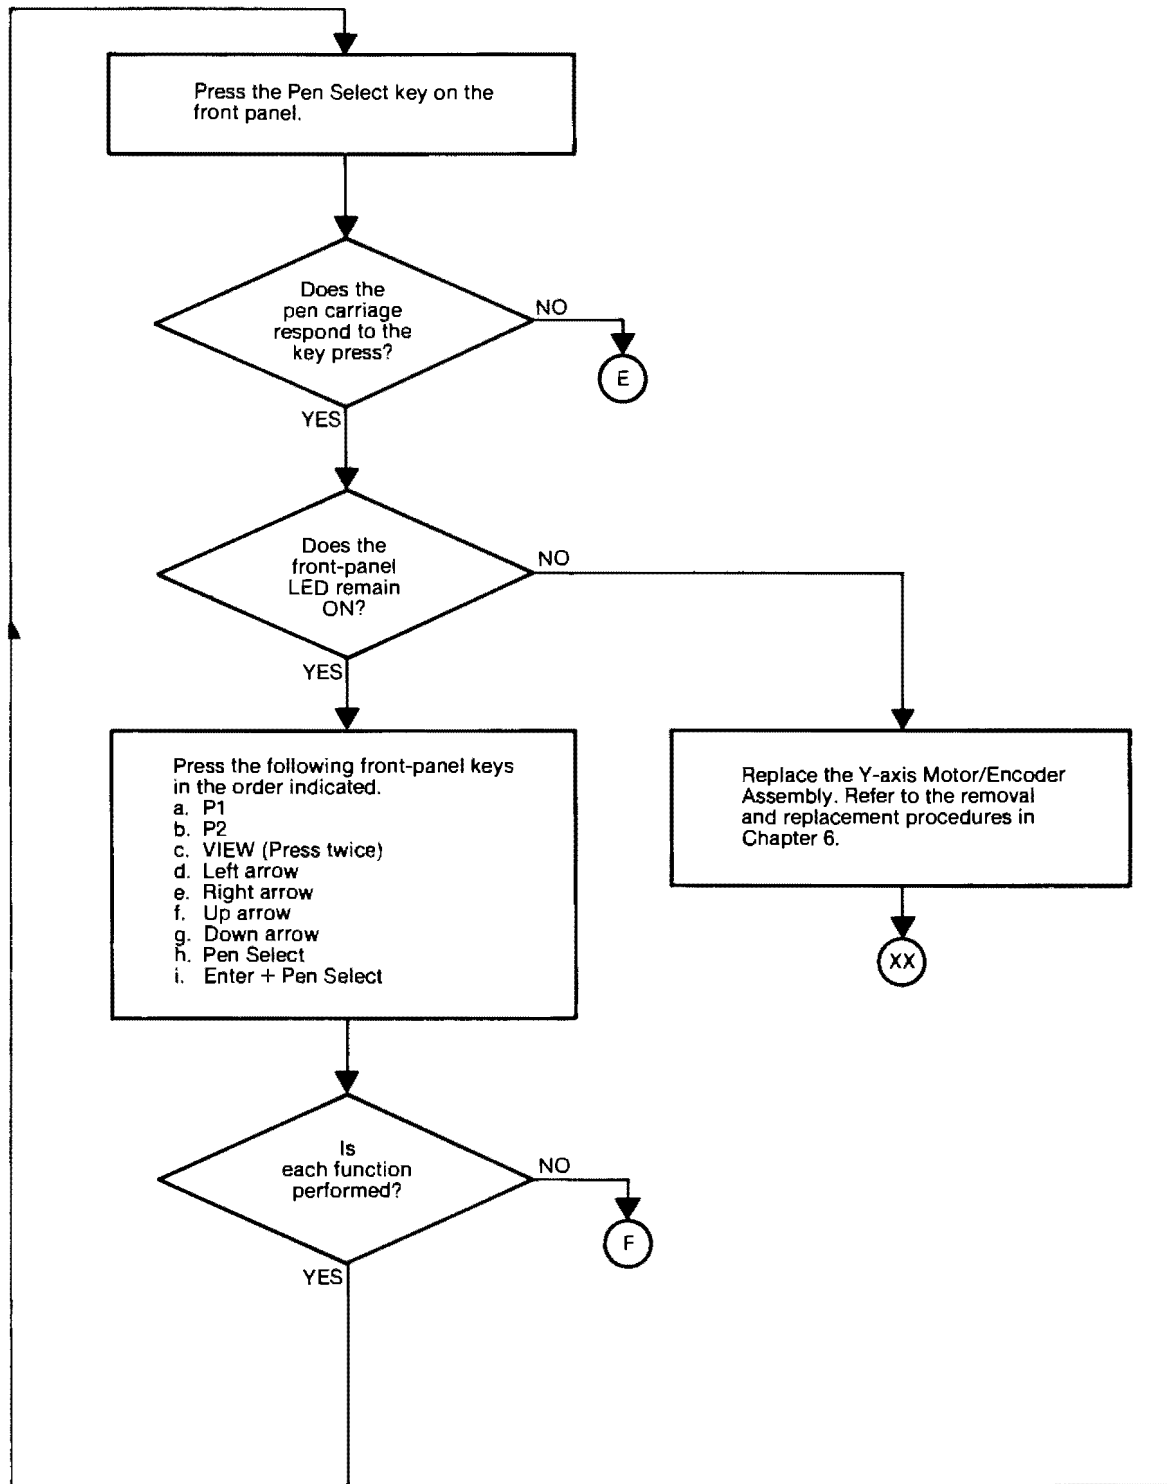 Press the Pen Select key on the
front panel.
Does the
pen carriage
respond to the
key press?
NO
E
YES
Does the
front-panel
LED remain
ON?
NO
YES
Press the following front-panel keys
in the order indicated.
a. P1
b. P2
c. VIEW (Press twice)
d. Left arrow
e. Right arrow
f. Up arrow
g. Down arrow
h. Pen Select
i. Enter + Pen Select
Replace the Y-axis Motor/Encoder
Assembly. Refer to the removal
and replacement procedures in
Chapter 6.
XX
Is
each function
performed?
NO
F
YES